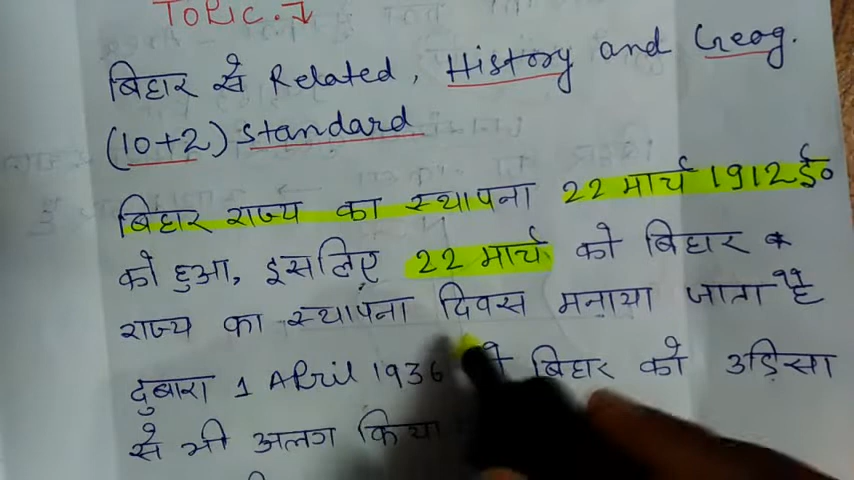 TOPIC.1
बिहार से Related, History and Geog.
(10+2) standard
बिहार राज्य का स्थापना 22 मार्च 1912 ई०
को हुआ, इसलिए 22 मार्च को बिहार
राज्य का स्थापना दिवस मनाया जाता है
दुबारा 1 April 1936 बिहार को उड़िसा
से भी अलग किया